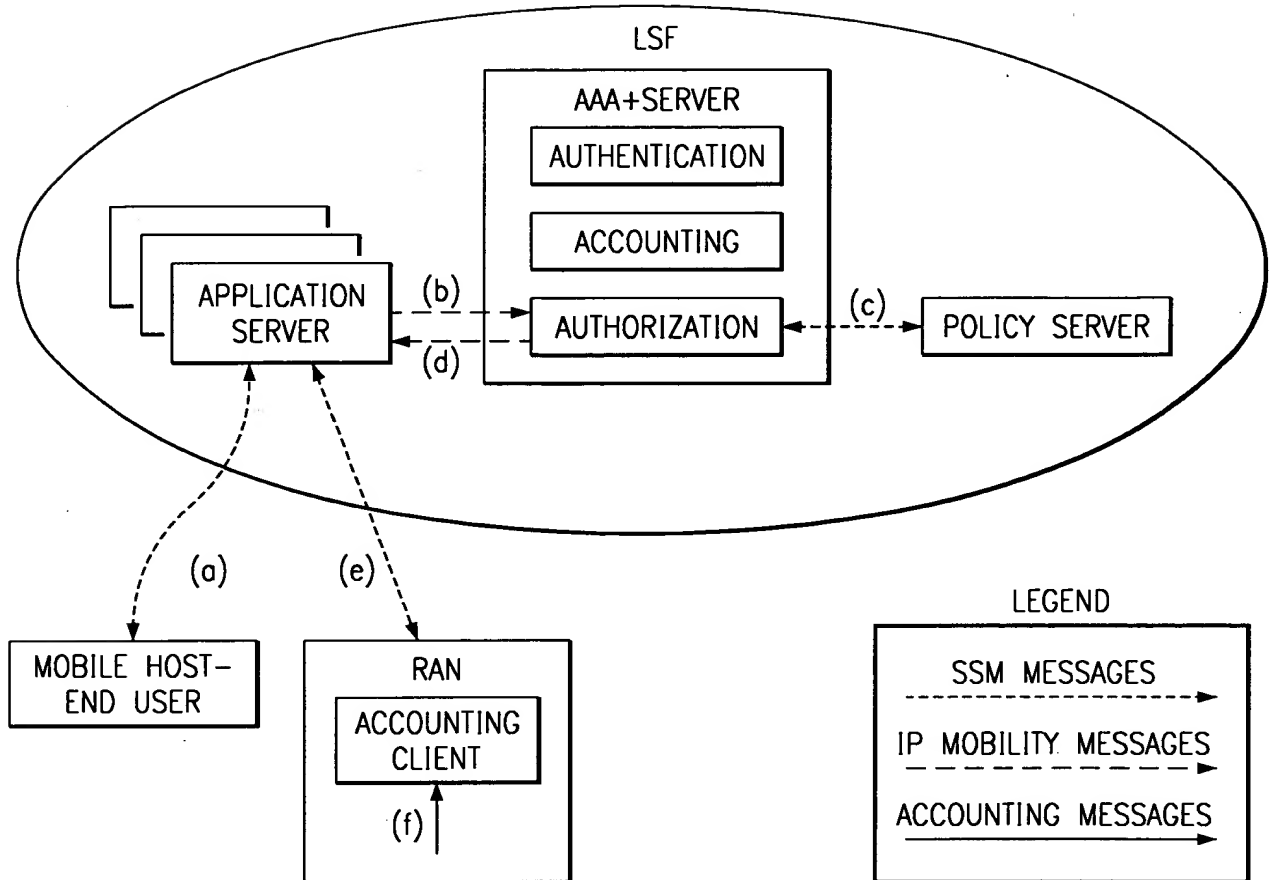 LSF
AAA+SERVER
AUTHENTICATION
ACCOUNTING
AUTHORIZATION
APPLICATION
SERVER
(b)
(d)
(c)
POLICY SERVER
(a)
(e)
MOBILE HOST-
END USER
RAN
ACCOUNTING
CLIENT
(f)
LEGEND
SSM MESSAGES
IP MOBILITY MESSAGES
ACCOUNTING MESSAGES